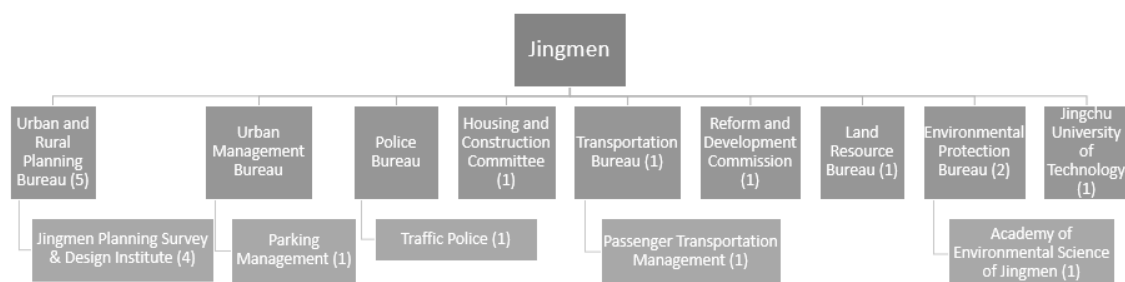 Jingmen
Urban and
Rural
Planning
Bureau (5)
Urban
Management
Bureau
Police
Bureau
Housing and
Construction
Committee
(1)
Transportation
Bureau (1)
Reform and
Development
Commission
(1)
Land
Resource
Bureau (1)
Environmental
Protection
Bureau (2)
Jingchu
University
of
Technology
(1)
Jingmen Planning Survey
& Design Institute (4)
Parking
Management (1)
Traffic Police (1)
Passenger Transportation
Management (1)
Academy of
Environmental Science
of Jingmen (1)